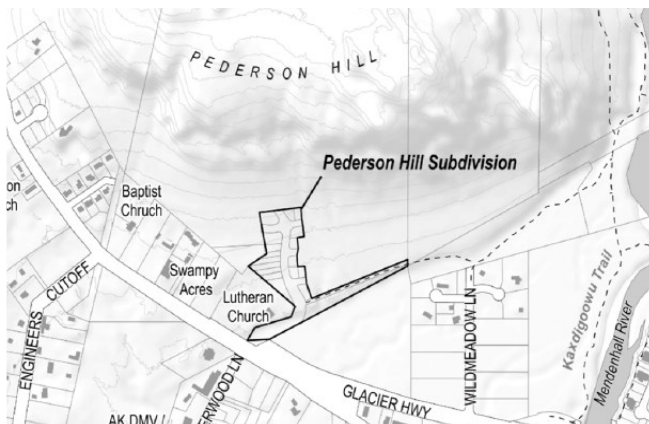 PEDERSON HILL
Pederson Hill Subdivision
Baptist
Chruch
Swampy
Acres
Lutheran
Church
CUTOFF
ENGINEERS
GLACIER HWY
WILDMEADOW LN
Kaxdigoowu Trail
Mendenhall River
AK DMV /